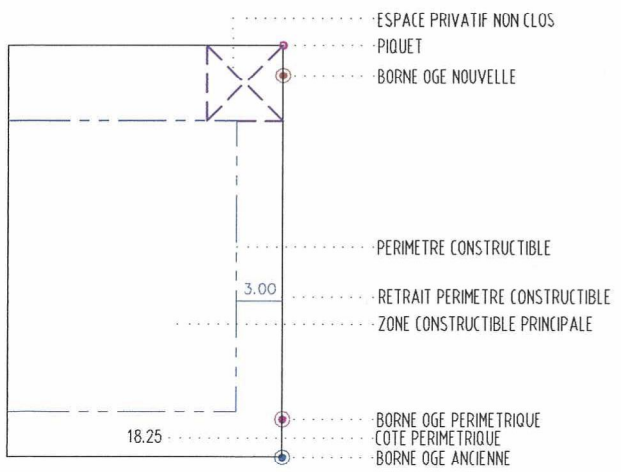 ESPACE PRIVATIF NON CLOS
PIQUET
BORNE OGE NOUVELLE
PERIMETRE CONSTRUCTIBLE
3.00
RETRAIT PERIMETRE CONSTRUCTIBLE
ZONE CONSTRUCTIBLE PRINCIPALE
BORNE OGE PERIMETRIQUE
18.25
COTE PERIMETRIQUE
BORNE OGE ANCIENNE